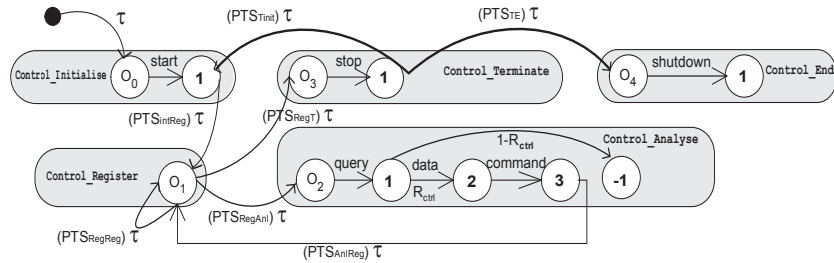 τ
(PTSTinit) τ
(PTSTE) τ
Control_Initialise
O0
start
1
O3
stop
1
Control_Terminate
O4
shutdown
1
Control_End
(PTSintReg) τ
(PTSRegT) τ
Control_Register
O1
1-Rctrl
Control_Analyse
O2
query
1
data
Rctrl
2
command
3
-1
(PTSRegAnl) τ
(PTSRegReg) τ
(PTSAnlReg) τ